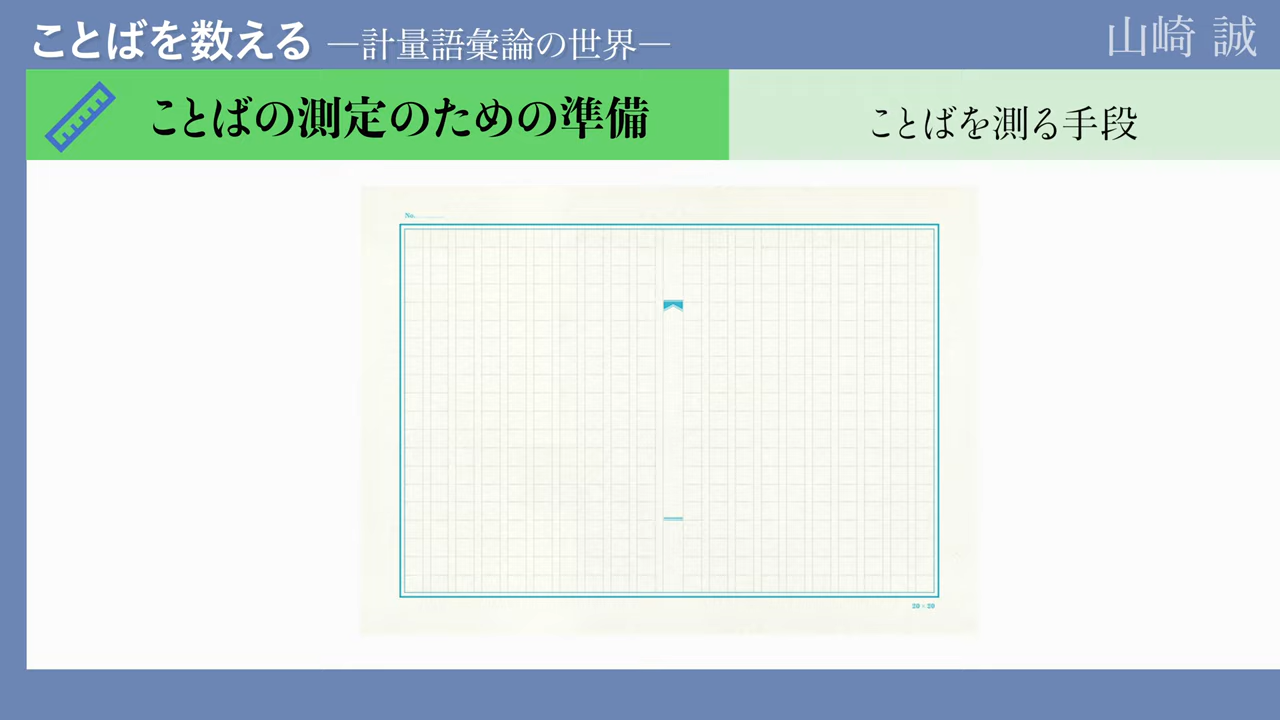 ことばを数える ―計量語彙論の世界―
山崎 誠
ことばの測定のための準備
ことばを測る手段
No.
20×20